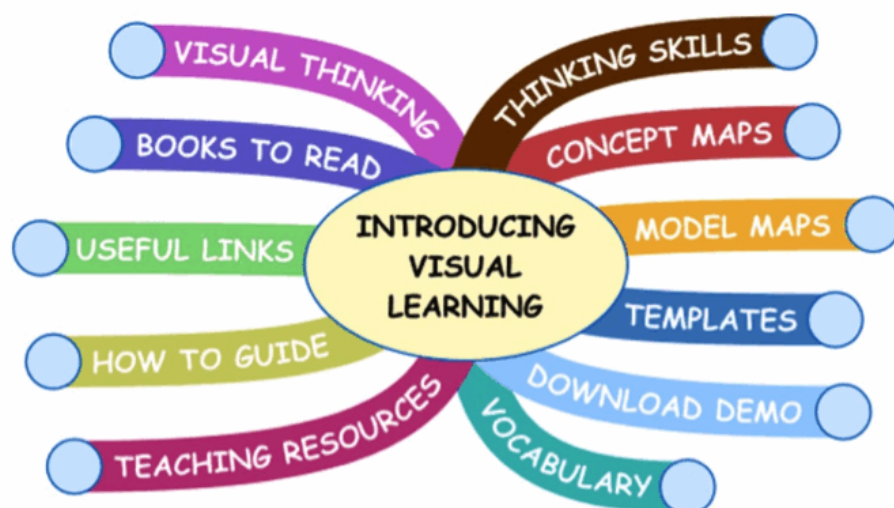 INTRODUCING
VISUAL
LEARNING
THINKING SKILLS
CONCEPT MAPS
MODEL MAPS
TEMPLATES
DOWNLOAD DEMO
VOCABULARY
TEACHING RESOURCES
HOW TO GUIDE
USEFUL LINKS
BOOKS TO READ
VISUAL THINKING